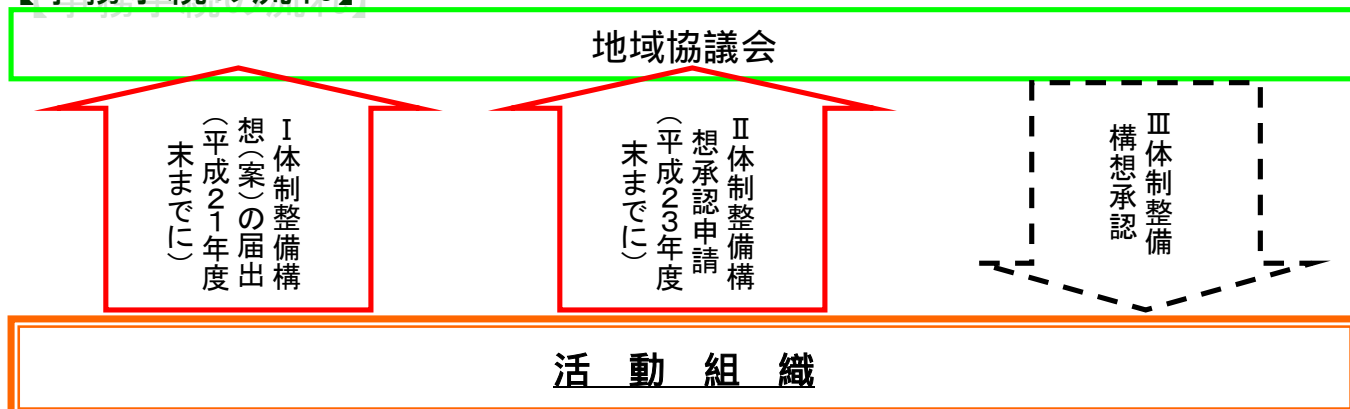 地域協議会
Ⅰ体制整備構
想(案)の届出
(平成21年度
末までに)
Ⅱ体制整備構
想承認申請
(平成23年度
末までに)
Ⅲ体制整備
構想承認
活 動 組 織